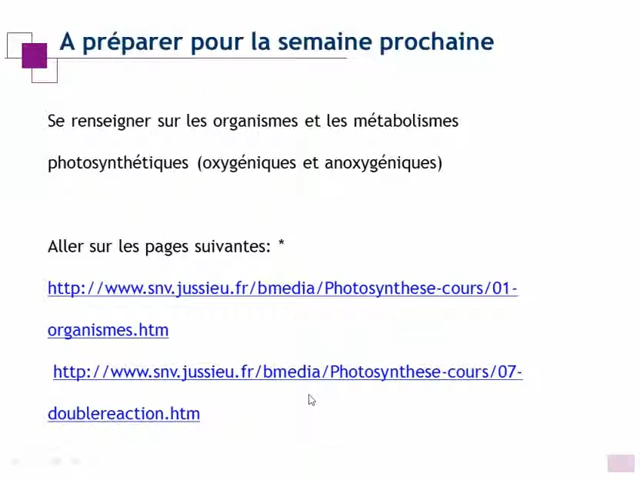 A préparer pour la semaine prochaine
Se renseigner sur les organismes et les métabolismes
photosynthétiques (oxygéniques et anoxygéniques)
Aller sur les pages suivantes: *
http://www.snv.jussieu.fr/bmedia/Photosynthese-cours/01-
organismes.htm
http://www.snv.jussieu.fr/bmedia/Photosynthese-cours/07-
doublereaction.htm